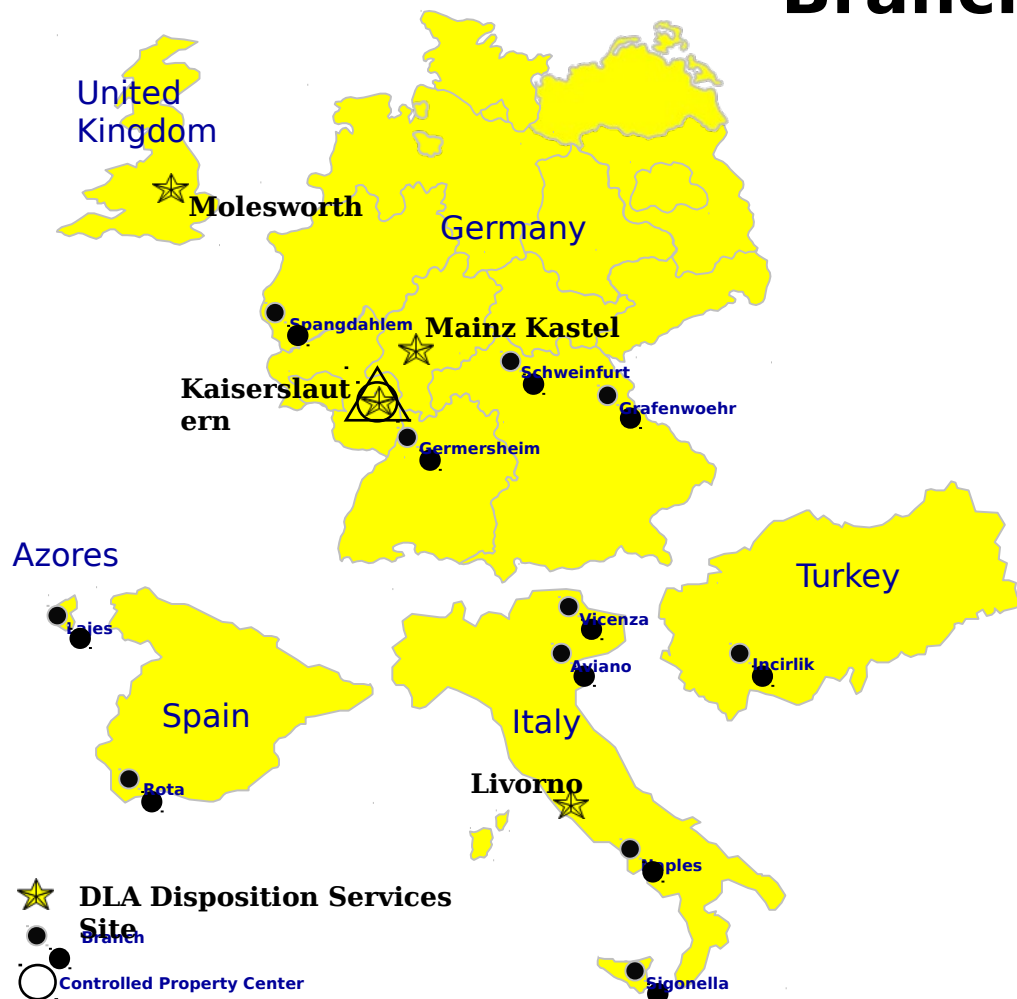 Branch
United
Kingdom
Molesworth
Germany
Spangdahlem
Mainz Kastel
Schweinfurt
Kaiserslaut
ern
Grafenwoehr
Germersheim
Azores
Turkey
Lajes
Vicenza
Aviano
Incirlik
Spain
Italy
Rota
Livorno
Naples
DLA Disposition Services
Site
Branch
Sigonella
Controlled Property Center